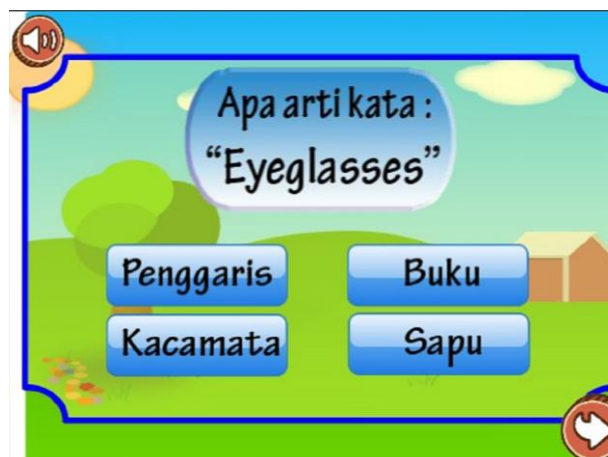 Apa arti kata :
“Eyeglasses”
Penggaris
Buku
Kacamata
Sapu